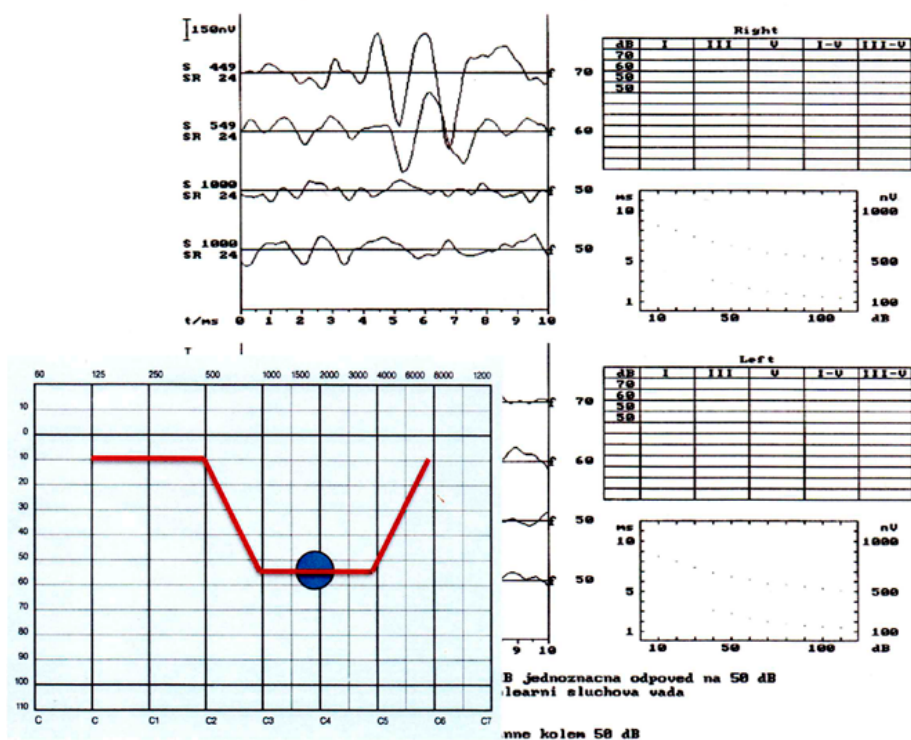 150nV
S 449
SR 24
f 70
S 549
SR 24
f 60
S 1000
SR 24
f 50
S 1000
SR 24
f 50
t/ms 0 1 2 3 4 5 6 7 8 9 10
Right
dB I III V I-V III-V
70
60
50
50
ms nV
10 1000
5 500
1 100
10 100 dB
T
f 70
f 60
f 50
f 50
9 10
Left
dB I III V I-V III-V
70
60
50
50
ms nV
10 1000
5 500
1 100
10 100 dB
60 125 250 500 1000 1500 2000 3000 4000 6000 8000 1200
10
0
10
20
30
40
50
60
70
80
90
100
110
C C C1 C2 C3 C4 C5 C6 C7
B jednoznacna odpoved na 50 dB
learni sluchova vada
nne kolem 50 dB